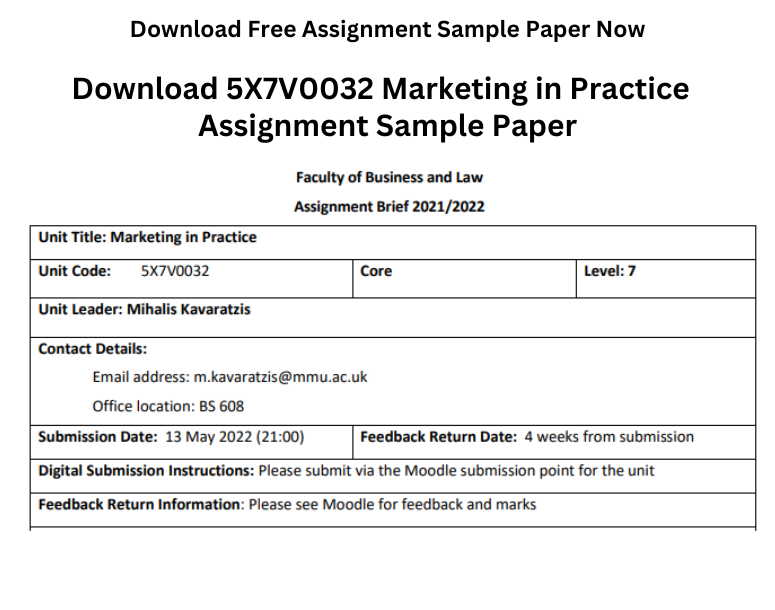 Download Free Assignment Sample Paper Now
Download 5X7V0032 Marketing in Practice
Assignment Sample Paper
Faculty of Business and Law
Assignment Brief 2021/2022
Unit Title: Marketing in Practice
Unit Code: 5X7V0032 Core Level: 7
Unit Leader: Mihalis Kavaratzis
Contact Details:
Email address: m.kavaratzis@mmu.ac.uk
Office location: BS 608
Submission Date: 13 May 2022 (21:00) Feedback Return Date: 4 weeks from submission
Digital Submission Instructions: Please submit via the Moodle submission point for the unit
Feedback Return Information: Please see Moodle for feedback and marks